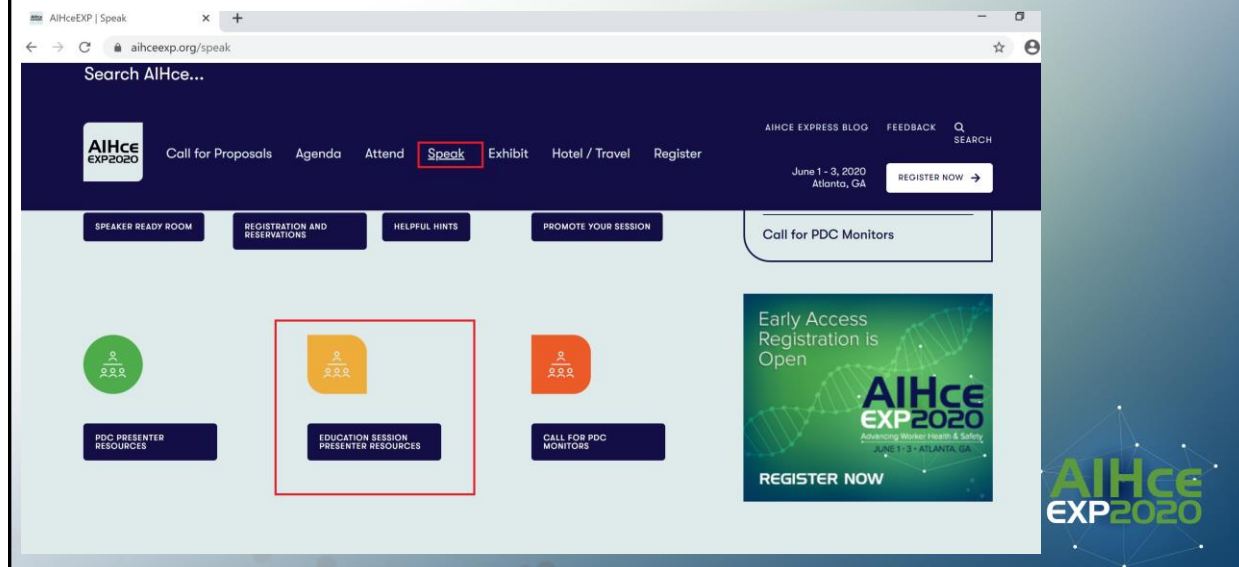 AIHceEXP | Speak
aihceexp.org/speak
Search AIHce...
AIHce
EXP2020
Call for Proposals Agenda Attend Speak Exhibit Hotel / Travel Register
AIHCE EXPRESS BLOG FEEDBACK SEARCH
June 1 - 3, 2020
Atlanta, GA
REGISTER NOW →
SPEAKER READY ROOM
REGISTRATION AND
RESERVATIONS
HELPFUL HINTS
PROMOTE YOUR SESSION
Call for PDC Monitors
PDC PRESENTER
RESOURCES
EDUCATION SESSION
PRESENTER RESOURCES
CALL FOR PDC
MONITORS
Early Access
Registration is
Open
AIHce
EXP2020
Advancing Worker Health & Safety
JUNE 1 - 3 • ATLANTA, GA
REGISTER NOW
AIHce
EXP2020